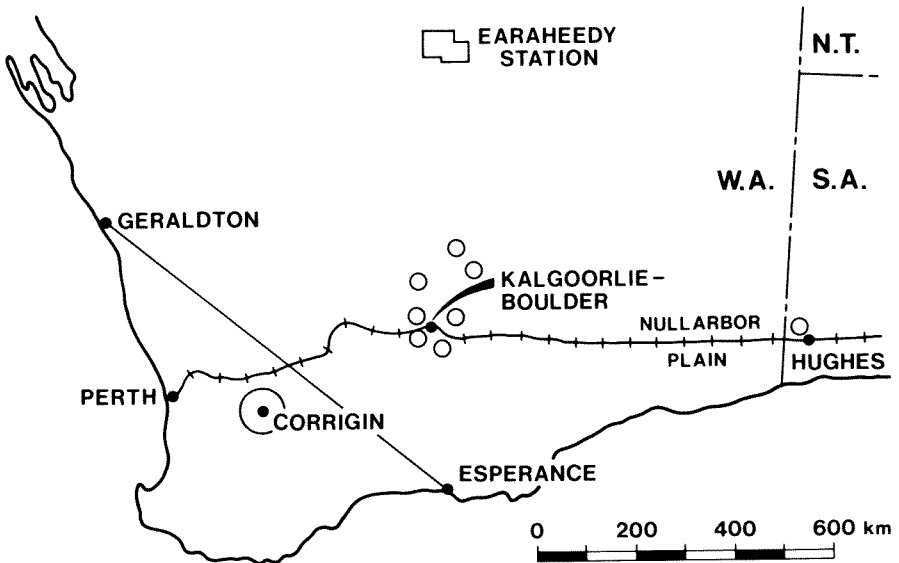 EARAHEEDY
STATION
N.T.
W.A.
S.A.
GERALDTON
KALGOORLIE–
BOULDER
NULLARBOR
PLAIN
HUGHES
PERTH
CORRIGIN
ESPERANCE
0 200 400 600 km